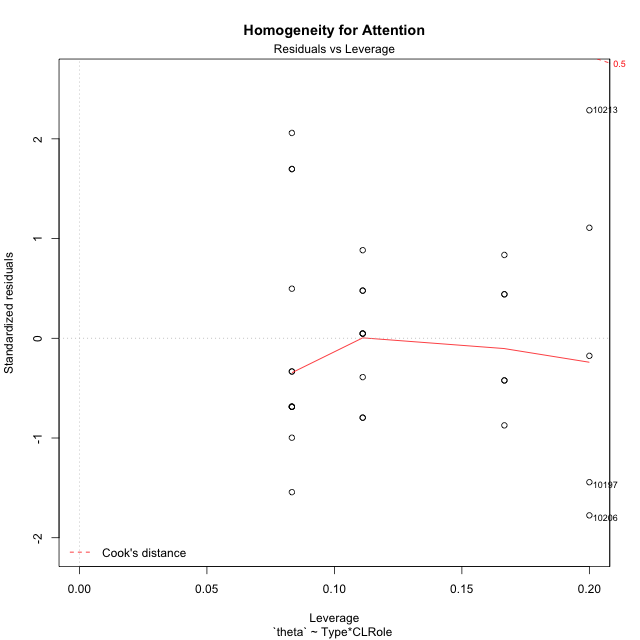 Homogeneity for Attention
Residuals vs Leverage
0.5
10213
10197
10206
Standardized residuals
2
1
0
-1
-2
Cook's distance
0.00
0.05
0.10
0.15
0.20
Leverage
`theta` ~ Type*CLRole